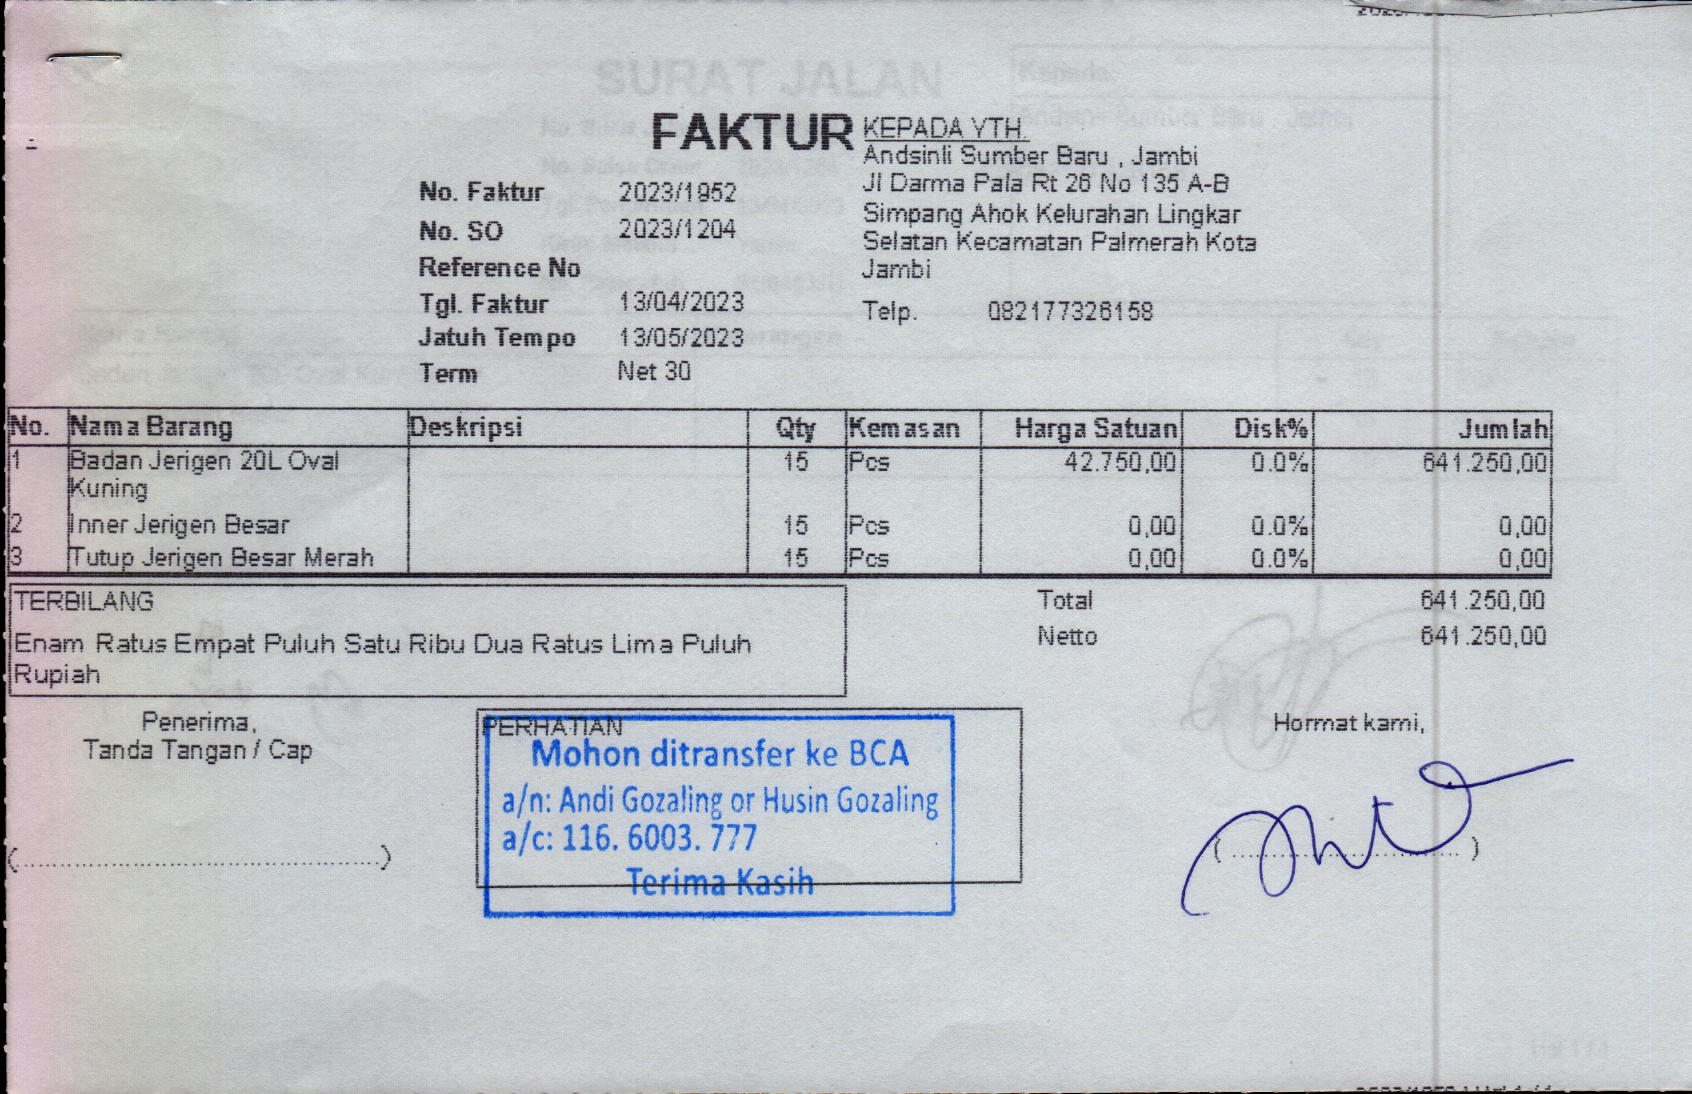 FAKTUR
KEPADA YTH.
Andsinli Sumber Baru , Jambi
Jl Darma Pala Rt 26 No 135 A-B
Simpang Ahok Kelurahan Lingkar
Selatan Kecamatan Palmerah Kota
Jambi
Telp. 082177326158
No. Faktur 2023/1952
No. SO 2023/1204
Reference No
Tgl. Faktur 13/04/2023
Jatuh Tempo 13/05/2023
Term Net 30
No. Nama Barang Deskripsi Qty Kemasan Harga Satuan Disk% Jumlah
1 Badan Jerigen 20L Oval 15 Pcs 42.750,00 0.0% 641.250,00
Kuning
2 Inner Jerigen Besar 15 Pcs 0,00 0.0% 0,00
3 Tutup Jerigen Besar Merah 15 Pcs 0,00 0.0% 0,00
TERBILANG
Enam Ratus Empat Puluh Satu Ribu Dua Ratus Lima Puluh
Rupiah
Total 641.250,00
Netto 641.250,00
Penerima,
Tanda Tangan / Cap
(....................................)
PERHATIAN
Mohon ditransfer ke BCA
a/n: Andi Gozaling or Husin Gozaling
a/c: 116. 6003. 777
Terima Kasih
Hormat kami,
(........................)
SURAT JALAN
Kepada